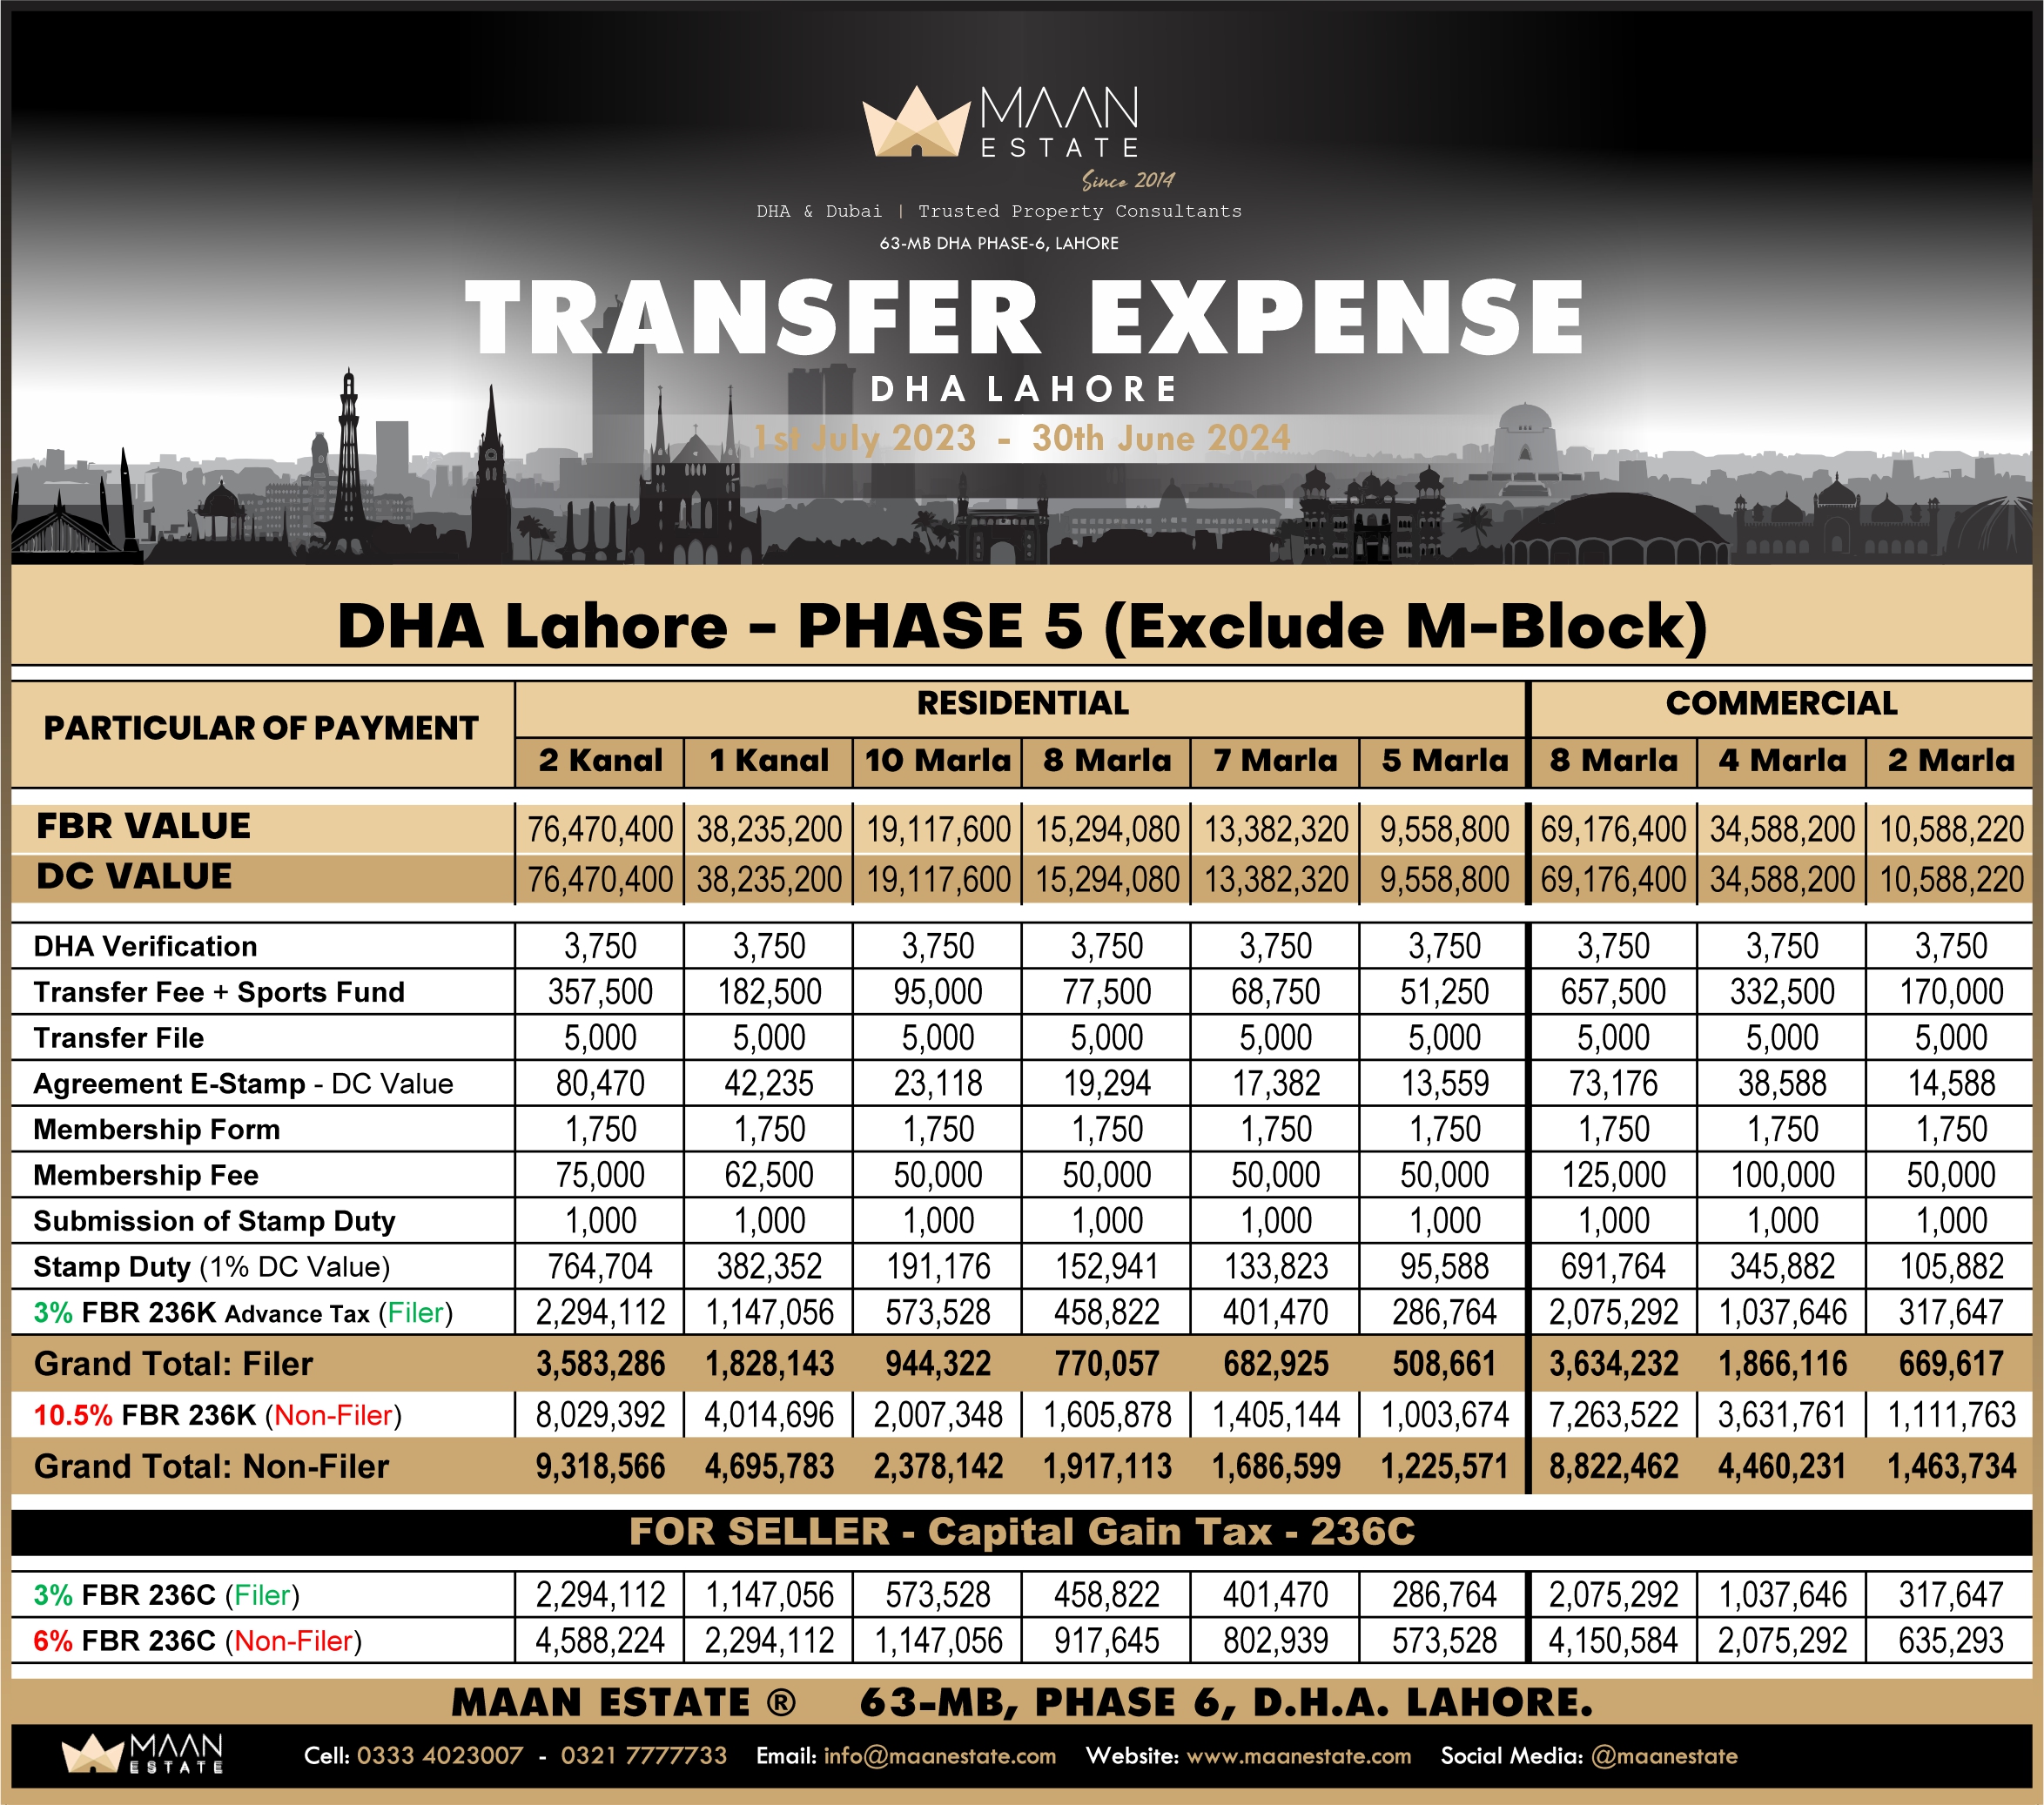 MAAN
ESTATE
Since 2014
DHA & Dubai | Trusted Property Consultants
63-MB DHA PHASE-6, LAHORE
TRANSFER EXPENSE
DHA LAHORE
1st July 2023 - 30th June 2024
DHA Lahore - PHASE 5 (Exclude M-Block)
PARTICULAR OF PAYMENT RESIDENTIAL COMMERCIAL
2 Kanal 1 Kanal 10 Marla 8 Marla 7 Marla 5 Marla 8 Marla 4 Marla 2 Marla
FBR VALUE 76,470,400 38,235,200 19,117,600 15,294,080 13,382,320 9,558,800 69,176,400 34,588,200 10,588,220
DC VALUE 76,470,400 38,235,200 19,117,600 15,294,080 13,382,320 9,558,800 69,176,400 34,588,200 10,588,220
DHA Verification 3,750 3,750 3,750 3,750 3,750 3,750 3,750 3,750 3,750
Transfer Fee + Sports Fund 357,500 182,500 95,000 77,500 68,750 51,250 657,500 332,500 170,000
Transfer File 5,000 5,000 5,000 5,000 5,000 5,000 5,000 5,000 5,000
Agreement E-Stamp - DC Value 80,470 42,235 23,118 19,294 17,382 13,559 73,176 38,588 14,588
Membership Form 1,750 1,750 1,750 1,750 1,750 1,750 1,750 1,750 1,750
Membership Fee 75,000 62,500 50,000 50,000 50,000 50,000 125,000 100,000 50,000
Submission of Stamp Duty 1,000 1,000 1,000 1,000 1,000 1,000 1,000 1,000 1,000
Stamp Duty (1% DC Value) 764,704 382,352 191,176 152,941 133,823 95,588 691,764 345,882 105,882
3% FBR 236K Advance Tax (Filer) 2,294,112 1,147,056 573,528 458,822 401,470 286,764 2,075,292 1,037,646 317,647
Grand Total: Filer 3,583,286 1,828,143 944,322 770,057 682,925 508,661 3,634,232 1,866,116 669,617
10.5% FBR 236K (Non-Filer) 8,029,392 4,014,696 2,007,348 1,605,878 1,405,144 1,003,674 7,263,522 3,631,761 1,111,763
Grand Total: Non-Filer 9,318,566 4,695,783 2,378,142 1,917,113 1,686,599 1,225,571 8,822,462 4,460,231 1,463,734
FOR SELLER - Capital Gain Tax - 236C
3% FBR 236C (Filer) 2,294,112 1,147,056 573,528 458,822 401,470 286,764 2,075,292 1,037,646 317,647
6% FBR 236C (Non-Filer) 4,588,224 2,294,112 1,147,056 917,645 802,939 573,528 4,150,584 2,075,292 635,293
MAAN ESTATE ® 63-MB, PHASE 6, D.H.A. LAHORE.
MAAN
ESTATE
Cell: 0333 4023007 - 0321 7777733 Email: info@maanestate.com Website: www.maanestate.com Social Media: @maanestate